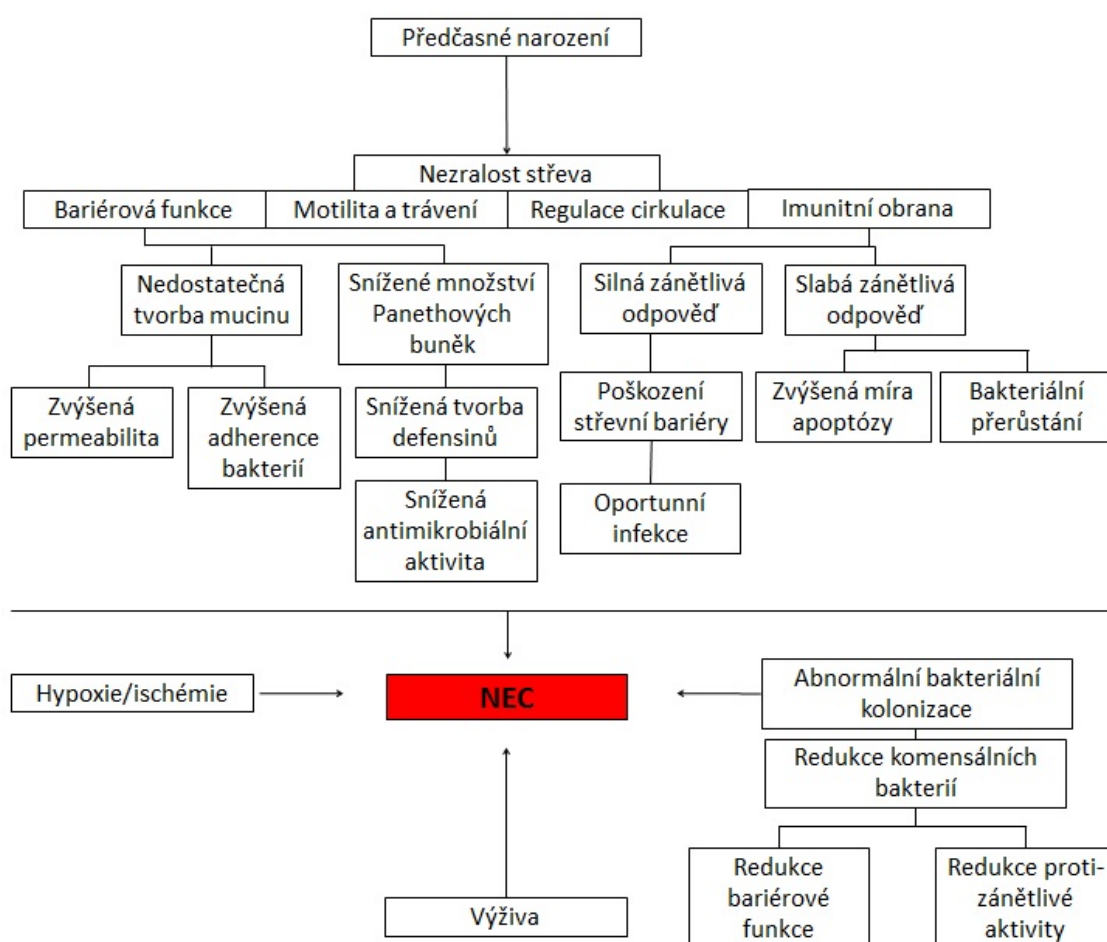 Předčasné narození
Nezralost střeva
Bariérová funkce
Motilita a trávení
Regulace cirkulace
Imunitní obrana
Nedostatečná
tvorba mucinu
Snížené množství
Panethových
buněk
Silná zánětlivá
odpověď
Slabá zánětlivá
odpověď
Zvýšená
permeabilita
Zvýšená
adherence
bakterií
Snížená tvorba
defensinů
Poškození
střevní bariéry
Zvýšená míra
apoptózy
Bakteriální
přerůstání
Snížená
antimikrobiální
aktivita
Oportunní
infekce
Hypoxie/ischémie
NEC
Abnormální bakteriální
kolonizace
Redukce komensálních
bakterií
Výživa
Redukce
bariérové
funkce
Redukce proti-
zánětlivé
aktivity